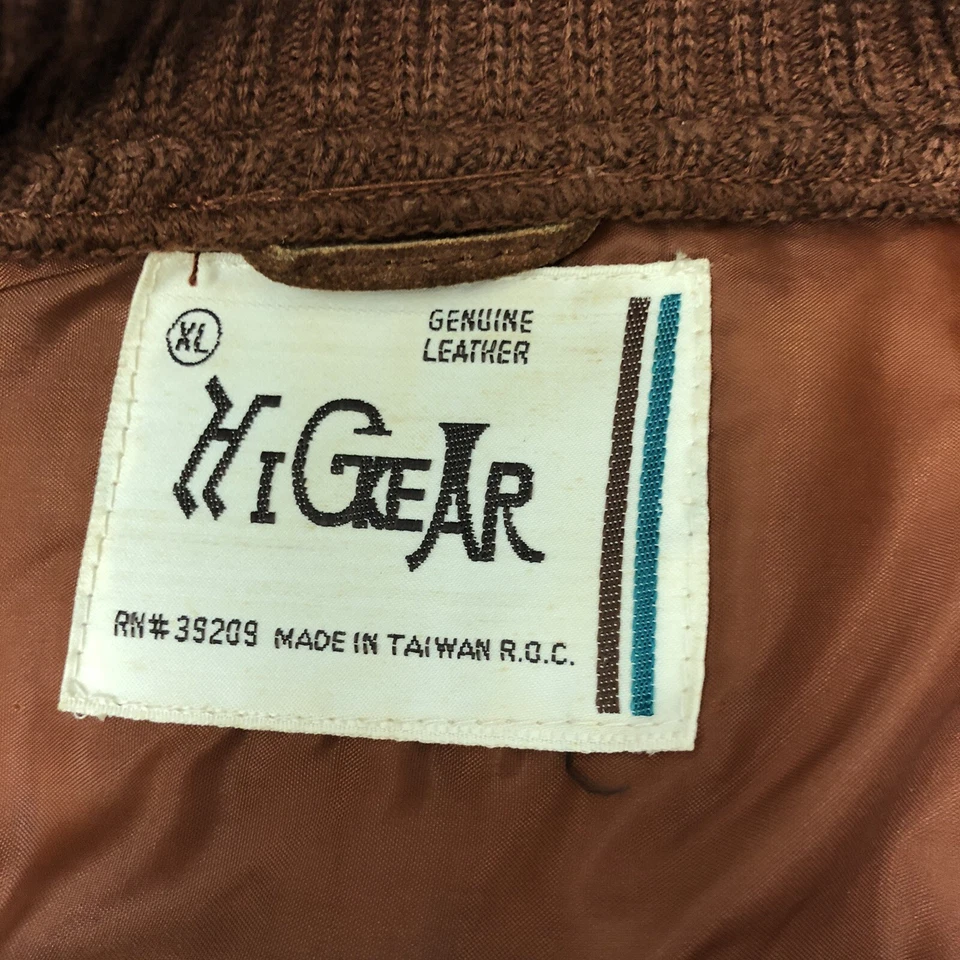 XL
GENUINE
LEATHER
HIGEAR
RN#39209 MADE IN TAIWAN R.O.C.